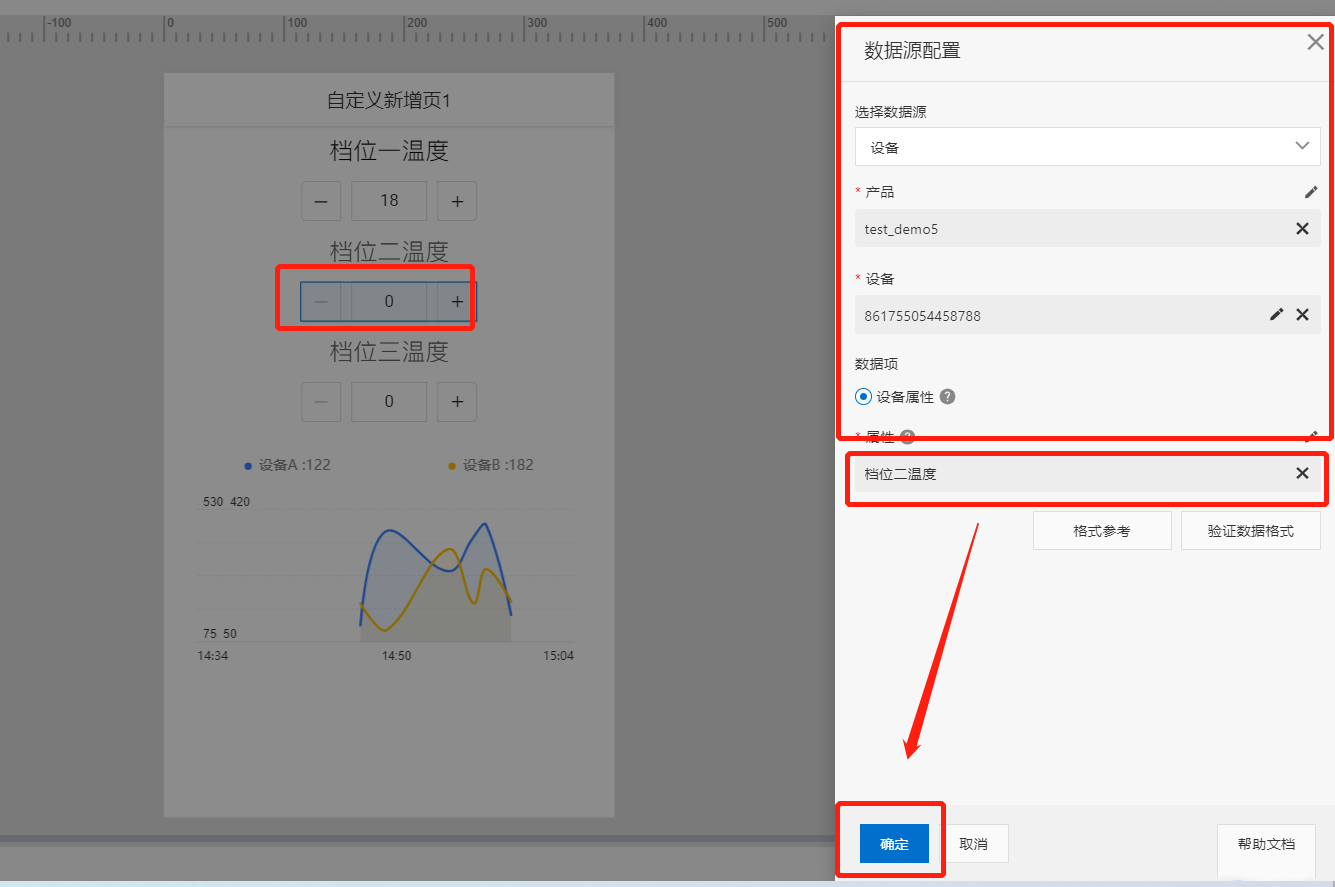 -100 0 100 200 300 400 500
自定义新增页1
档位一温度
— 18 +
档位二温度
— 0 +
档位三温度
— 0 +
设备A :122 设备B :182
530 420
75 50
14:34 14:50 15:04
数据源配置
选择数据源
设备
* 产品
test_demo5
* 设备
861755054458788
数据项
设备属性 ?
* 属性 ?
档位二温度
格式参考 验证数据格式
确定 取消 帮助文档